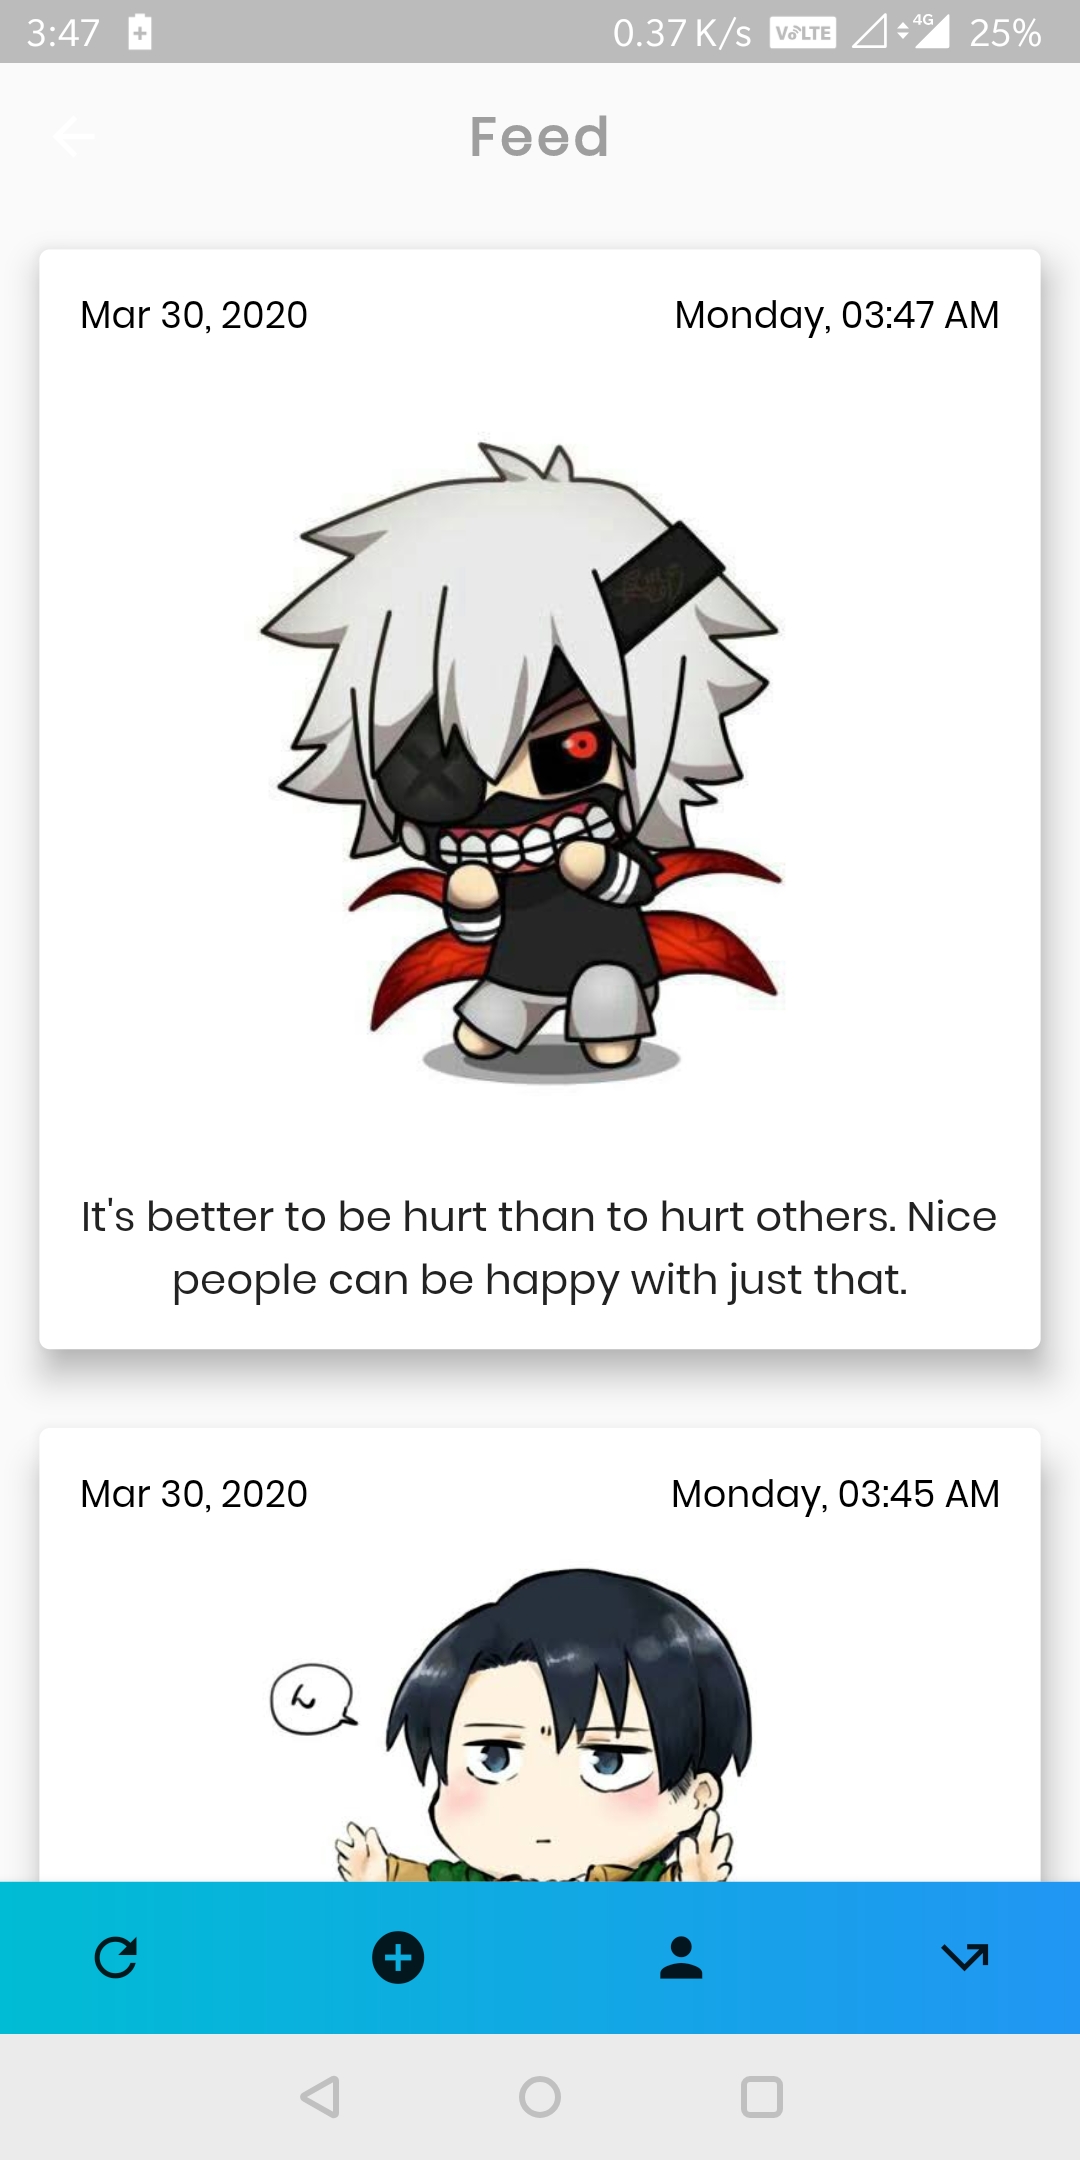 3:47 0.37 K/s VoLTE 4G 25%
Feed
Mar 30, 2020 Monday, 03:47 AM
It's better to be hurt than to hurt others. Nice
people can be happy with just that.
Mar 30, 2020 Monday, 03:45 AM
ん